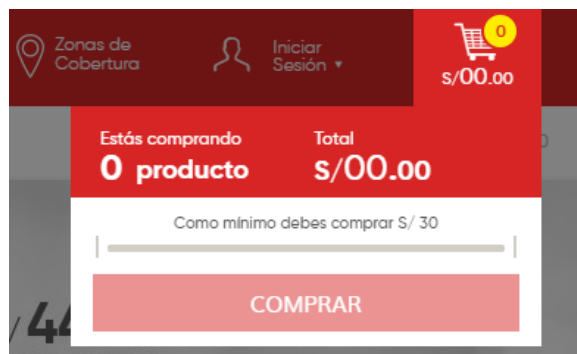 Zonas de
Cobertura
Iniciar
Sesión ▾
0
S/00.00
Estás comprando
0 producto
Total
S/00.00
Como mínimo debes comprar S/ 30
COMPRAR
/44